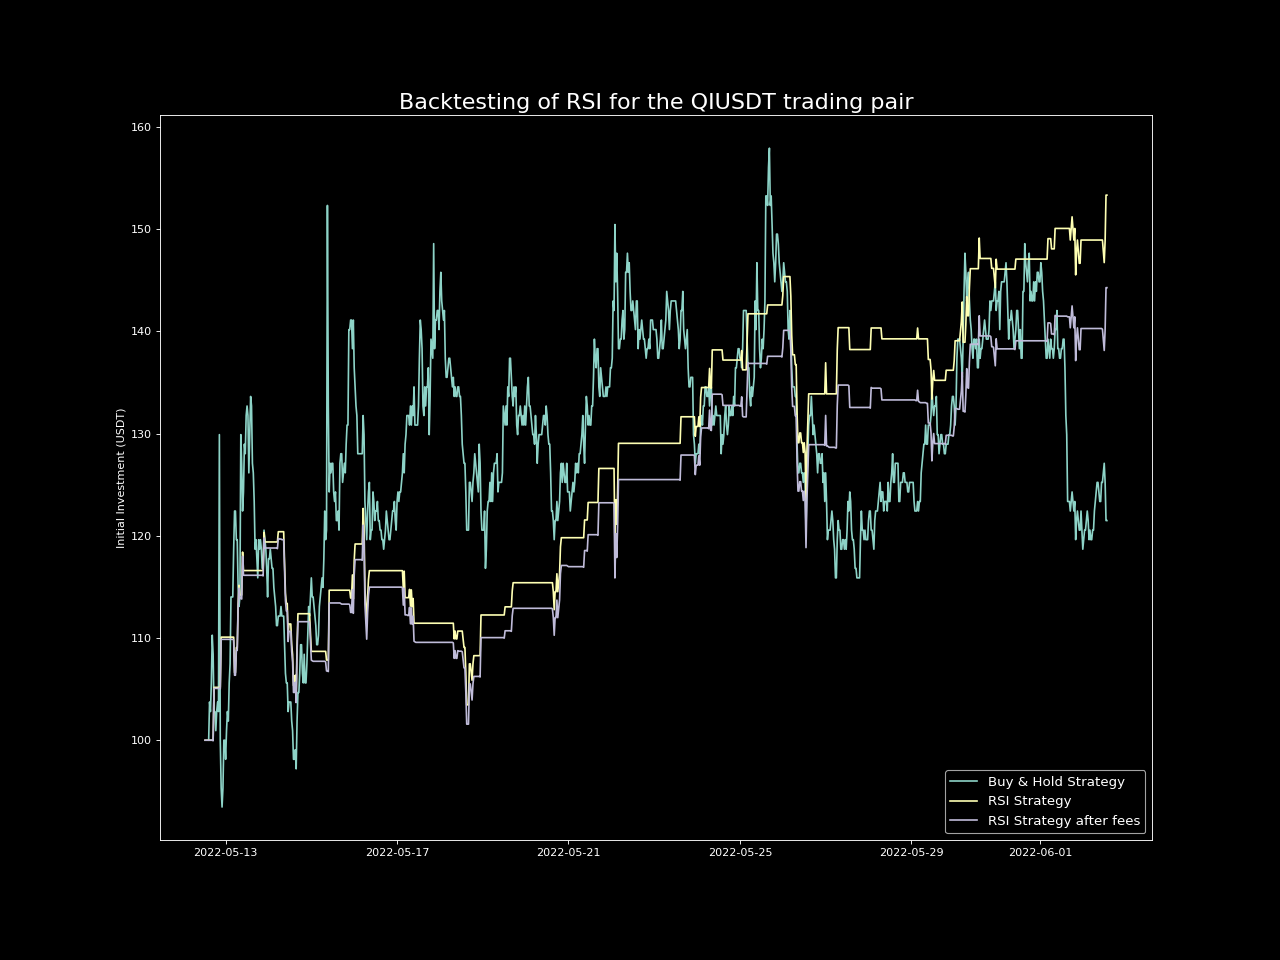 Backtesting of RSI for the QIUSDT trading pair
160
150
140
130
120
110
100
Initial Investment (USDT)
2022-05-13
2022-05-17
2022-05-21
2022-05-25
2022-05-29
2022-06-01
Buy & Hold Strategy
RSI Strategy
RSI Strategy after fees